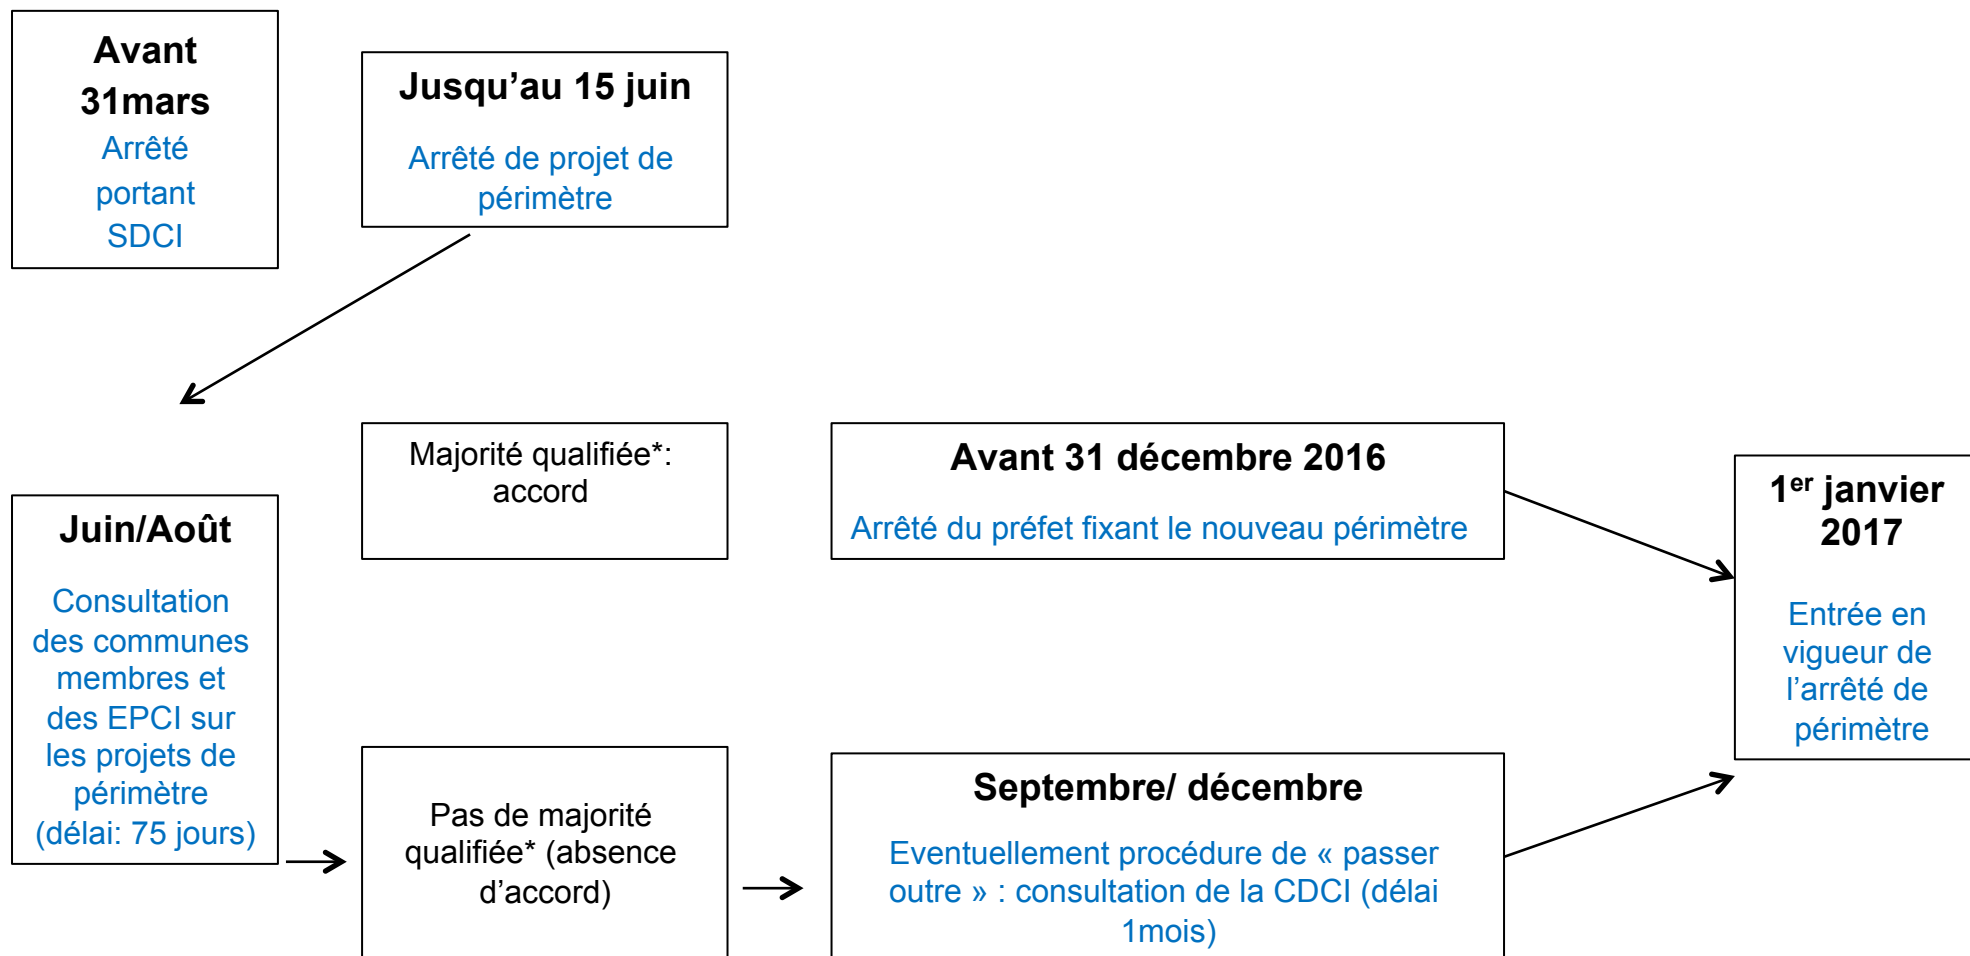 Avant
31mars
Arrêté
portant
SDCI
Jusqu’au 15 juin
Arrêté de projet de
périmètre
Juin/Août
Consultation
des communes
membres et
des EPCI sur
les projets de
périmètre
(délai: 75 jours)
Majorité qualifiée*:
accord
Avant 31 décembre 2016
Arrêté du préfet fixant le nouveau périmètre
Pas de majorité
qualifiée* (absence
d’accord)
Septembre/ décembre
Eventuellement procédure de « passer
outre » : consultation de la CDCI (délai
1mois)
1er janvier
2017
Entrée en
vigueur de
l’arrêté de
périmètre